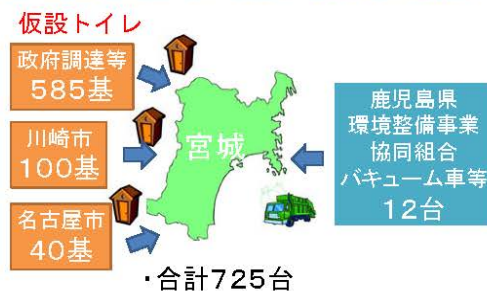 仮設トイレ
政府調達等
585基
川崎市
100基
名古屋市
40基
宮城
鹿児島県
環境整備事業
協同組合
バキューム車等
12台
・合計725台